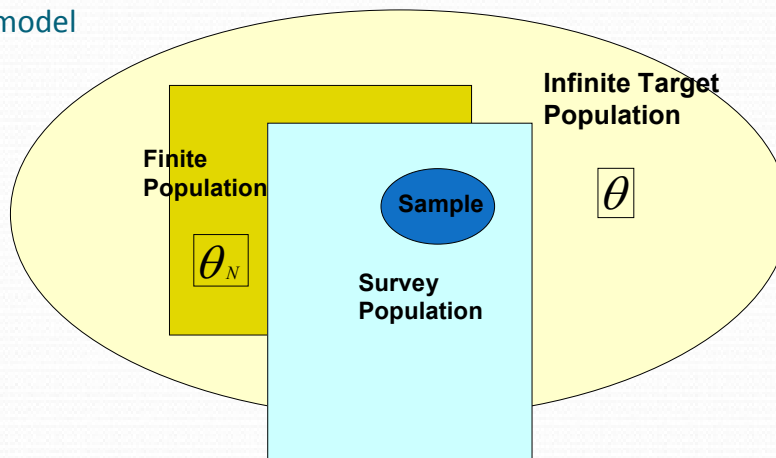 model
Infinite Target
Population
Finite
Population
Sample
θ
θN
Survey
Population